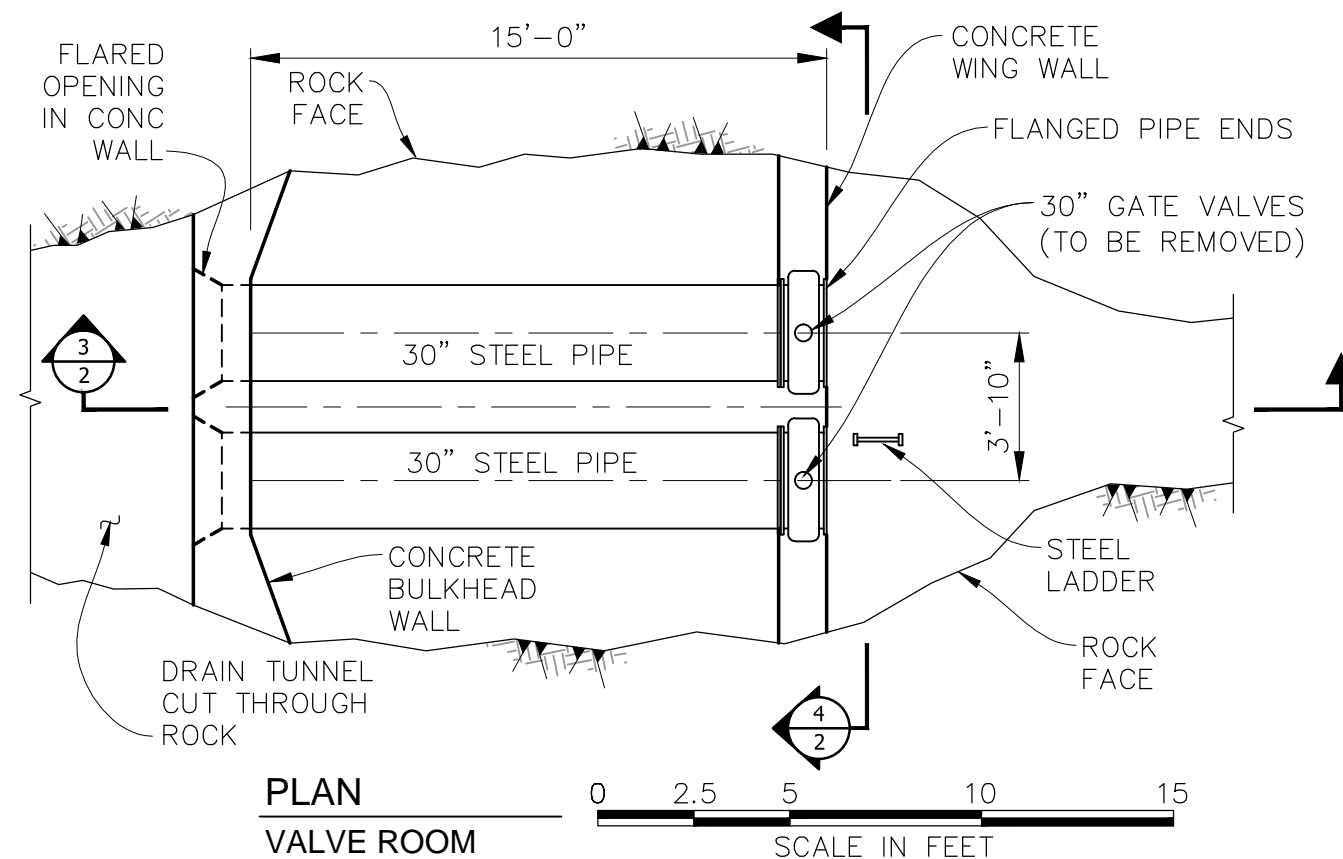 15'-0"
FLARED
OPENING
IN CONC
WALL
ROCK
FACE
CONCRETE
WING WALL
FLANGED PIPE ENDS
30" GATE VALVES
(TO BE REMOVED)
3
2
30" STEEL PIPE
3'-10"
30" STEEL PIPE
CONCRETE
BULKHEAD
WALL
STEEL
LADDER
ROCK
FACE
DRAIN TUNNEL
CUT THROUGH
ROCK
4
2
PLAN
VALVE ROOM
0 2.5 5 10 15
SCALE IN FEET